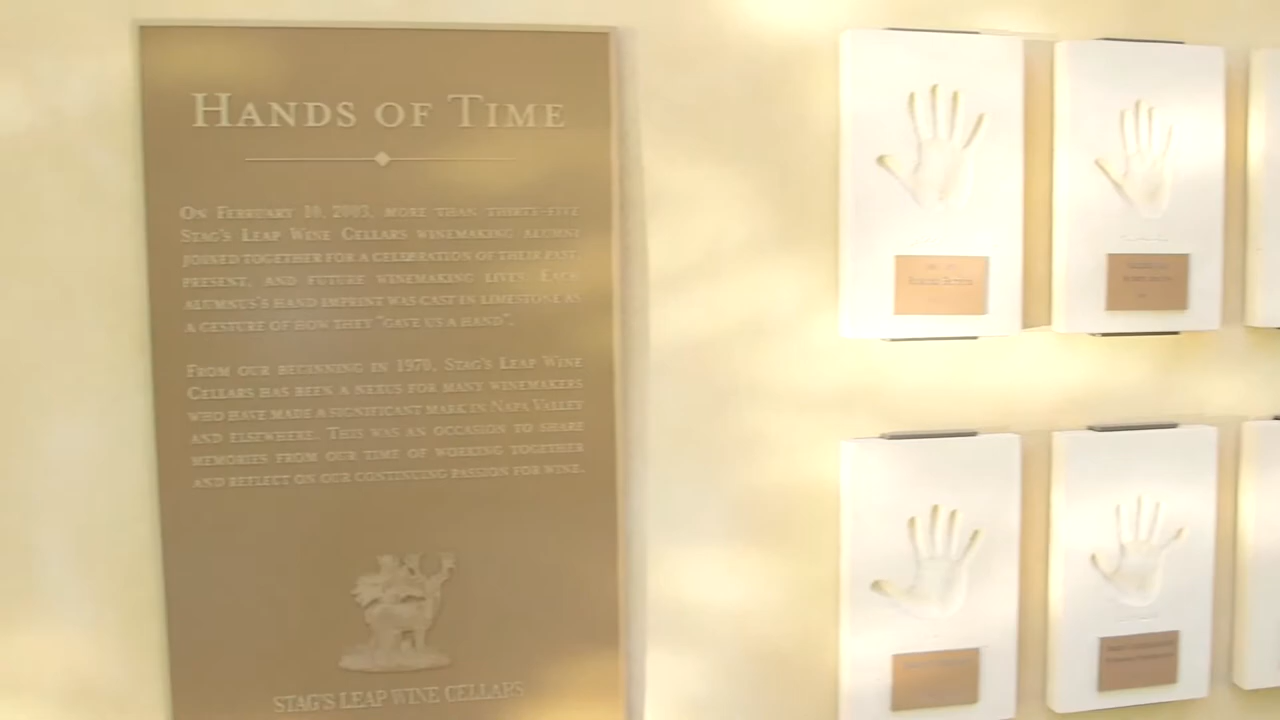 HANDS OF TIME
ON FEBRUARY 10, 2003, MORE THAN THIRTY-FIVE
STAG'S LEAP WINE CELLARS WINEMAKING ALUMNI
JOINED TOGETHER FOR A CELEBRATION OF THEIR PAST,
PRESENT, AND FUTURE WINEMAKING LIVES. EACH
ALUMNUS'S HAND IMPRINT WAS CAST IN LIMESTONE AS
A GESTURE OF HOW THEY "GAVE US A HAND".
FROM OUR BEGINNING IN 1970, STAG'S LEAP WINE
CELLARS HAS BEEN A NEXUS FOR MANY WINEMAKERS
WHO HAVE MADE A SIGNIFICANT MARK IN NAPA VALLEY
AND ELSEWHERE. THIS WAS AN OCCASION TO SHARE
MEMORIES FROM OUR TIME OF WORKING TOGETHER
AND REFLECT ON OUR CONTINUING PASSION FOR WINE.
STAG'S LEAP WINE CELLARS